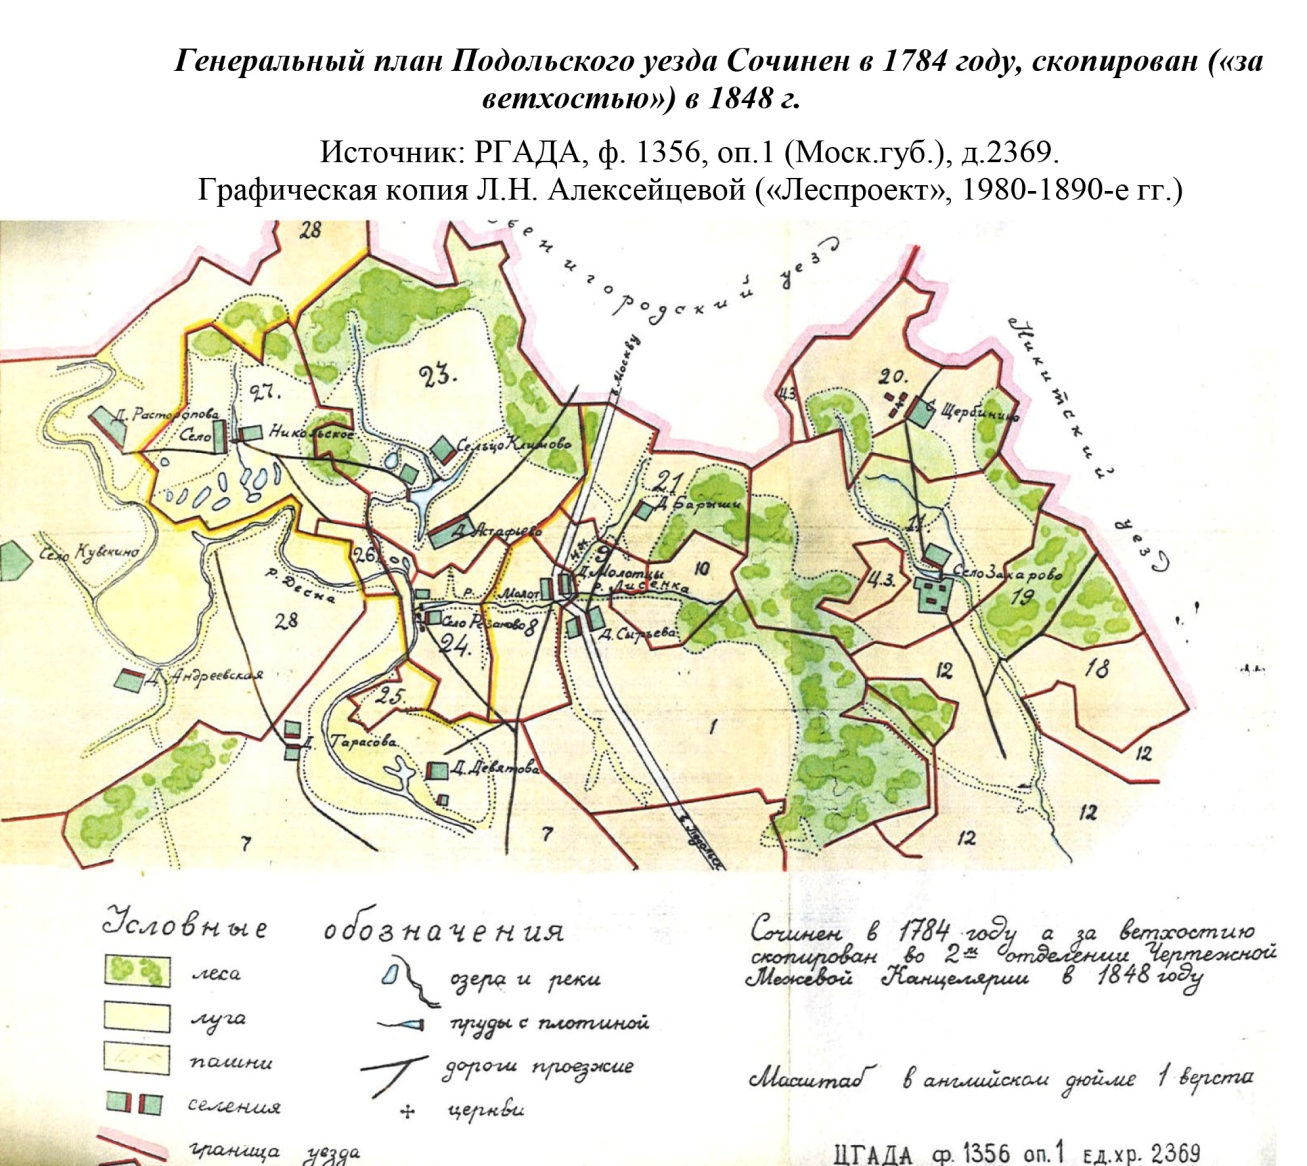 Генеральный план Подольского уезда Сочинен в 1784 году, скопирован («за
ветхостью») в 1848 г.
Источник: РГАДА, ф. 1356, оп.1 (Моск.губ.), д.2369.
Графическая копия Л.Н. Алексейцевой («Леспроект», 1980-1890-е гг.)
28
уезд
к Москву
Никитский уезд
23.
27.
20.
Ц.З.
С. Щербинино
Д. Расторопова
Село Никольское
Сельцо Климово
21
Д. Барыши
Д. Астафьево
11
Село Кувекино
26.
9
10
Ц.З.
Село Захарово
19
р. Десна
28
р. Молот
Д. Молотцы
р. Лисенка
Село Рязаново
8
24.
Д. Сырьева
Д. Андреевская
25.
12
18
Д. Тарасова
1
12
Д. Девятова
7
7
к Подольск
12
12
Условные обозначения
леса
луга
пашни
селения
граница уезда
озера и реки
пруды с плотиной
дороги проезжие
церкви
Сочинен в 1784 году а за ветхостию
скопирован во 2м отделении Чертежной
Межевой Канцелярии в 1848 году
Масштаб в английском дюйме 1 верста
ЦГАДА ф. 1356 оп. 1 ед.хр. 2369